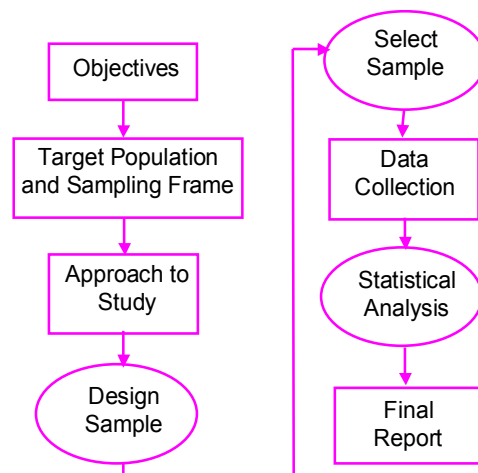 Objectives
Target Population
and Sampling Frame
Approach to
Study
Design
Sample
Select
Sample
Data
Collection
Statistical
Analysis
Final
Report